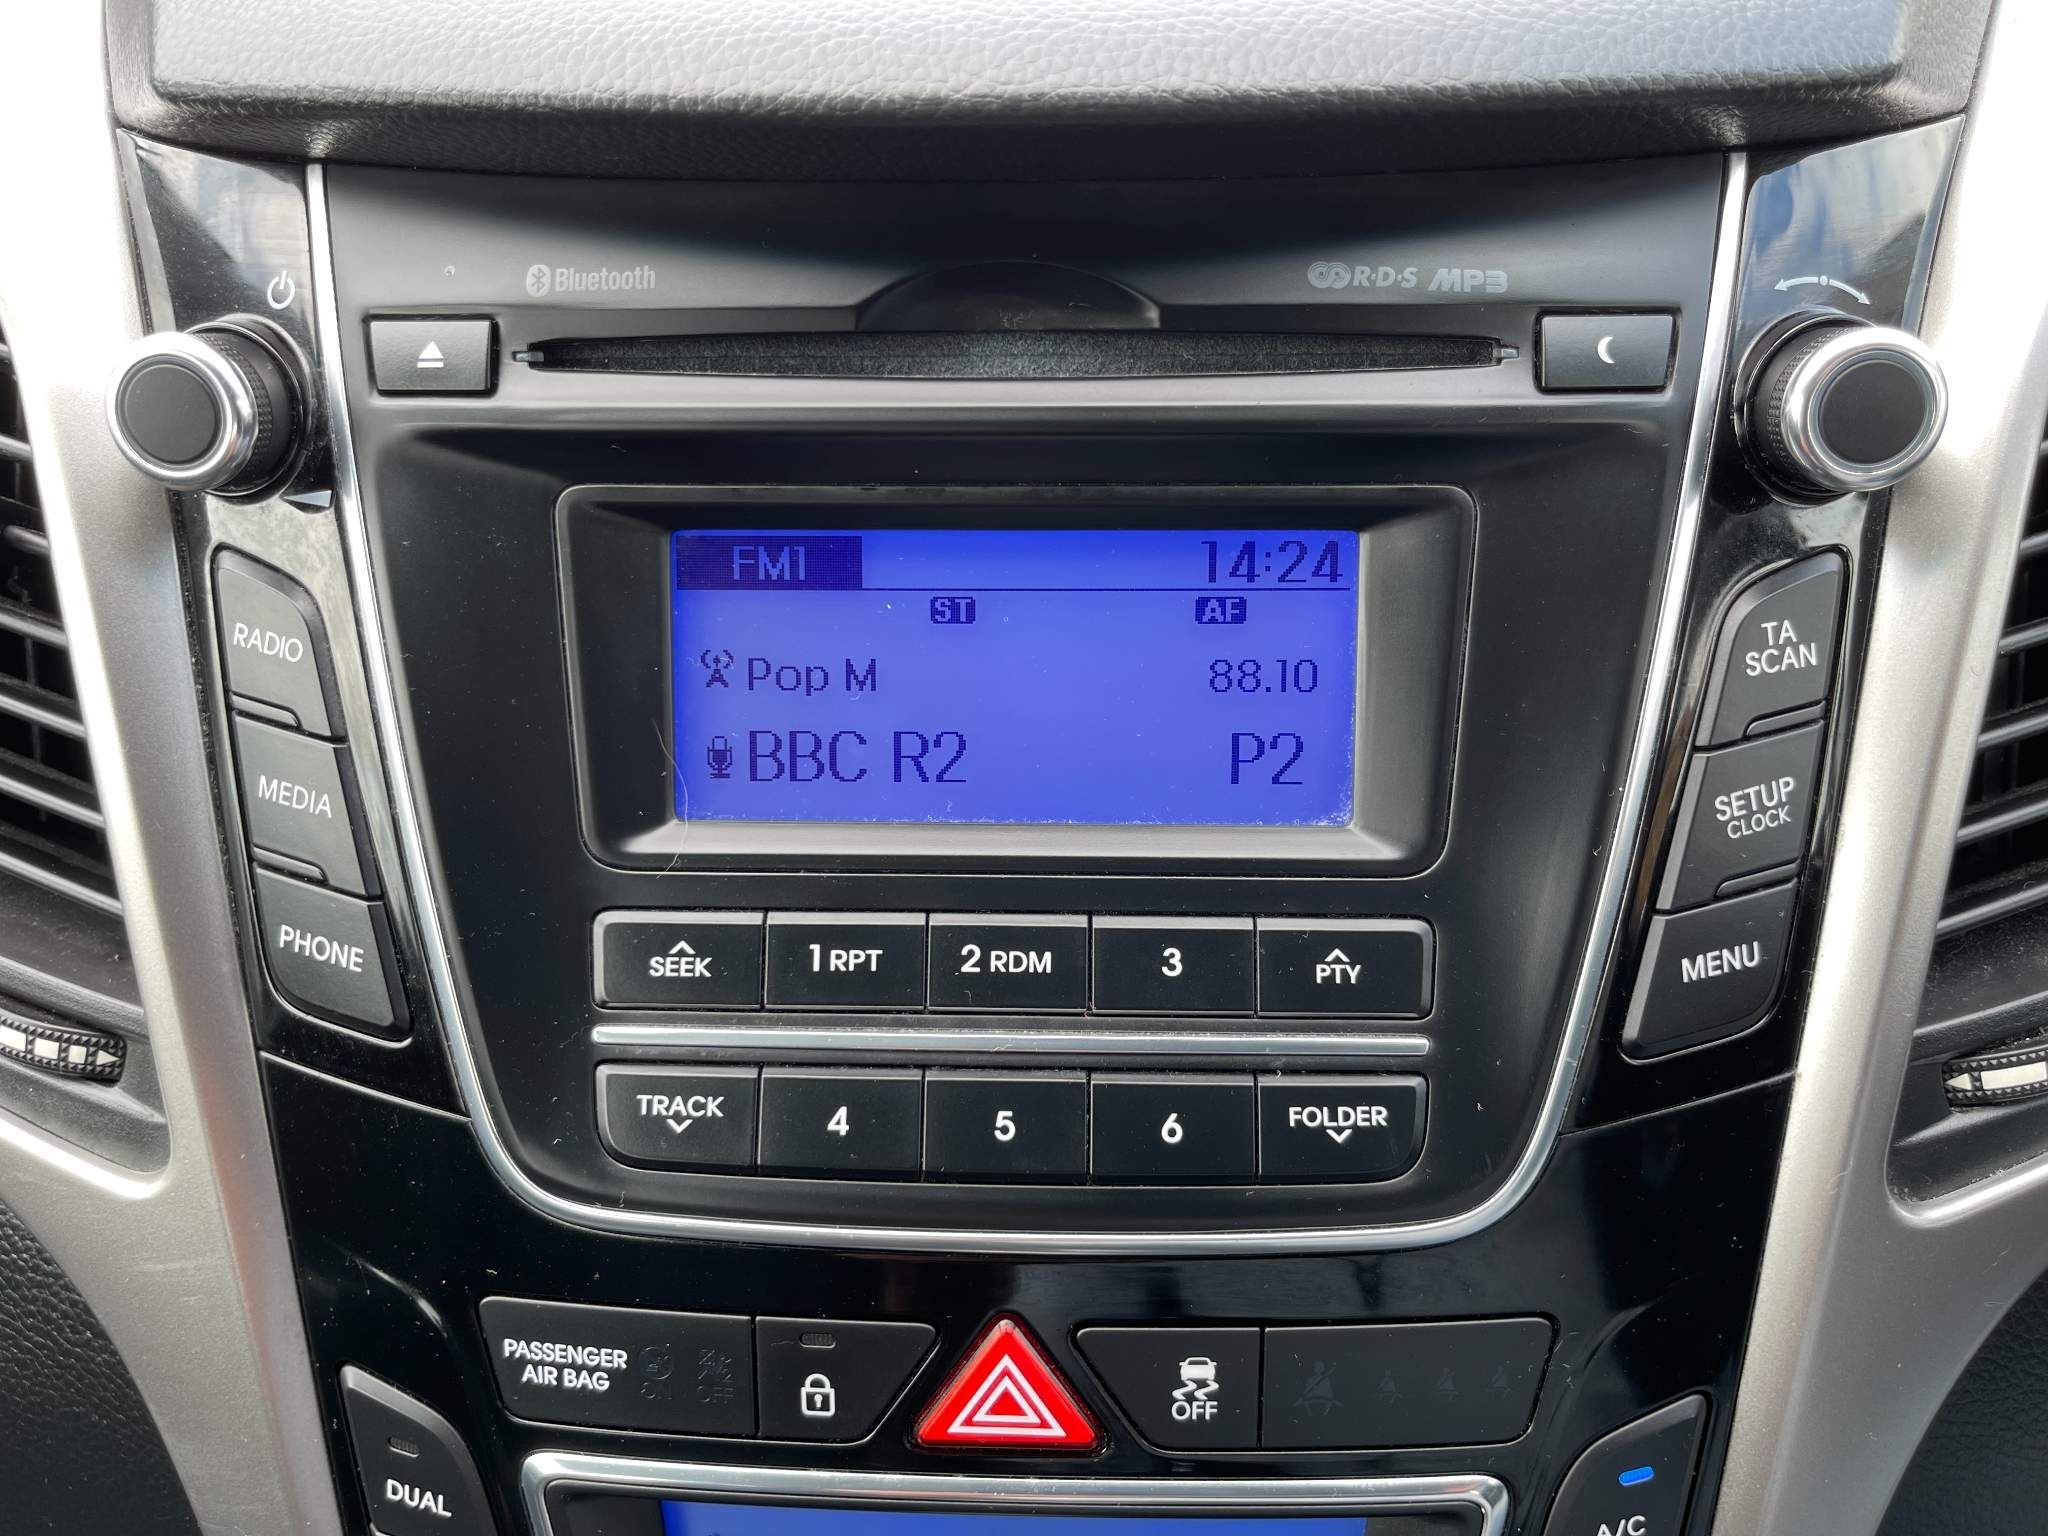 Bluetooth
R·D·S MP3
FM1 14:24
ST AF
Pop M 88.10
BBC R2 P2
RADIO
MEDIA
PHONE
TA
SCAN
SETUP
CLOCK
MENU
SEEK 1 RPT 2 RDM 3 PTY
TRACK 4 5 6 FOLDER
PASSENGER
AIR BAG
ON OFF
OFF
DUAL
A/C